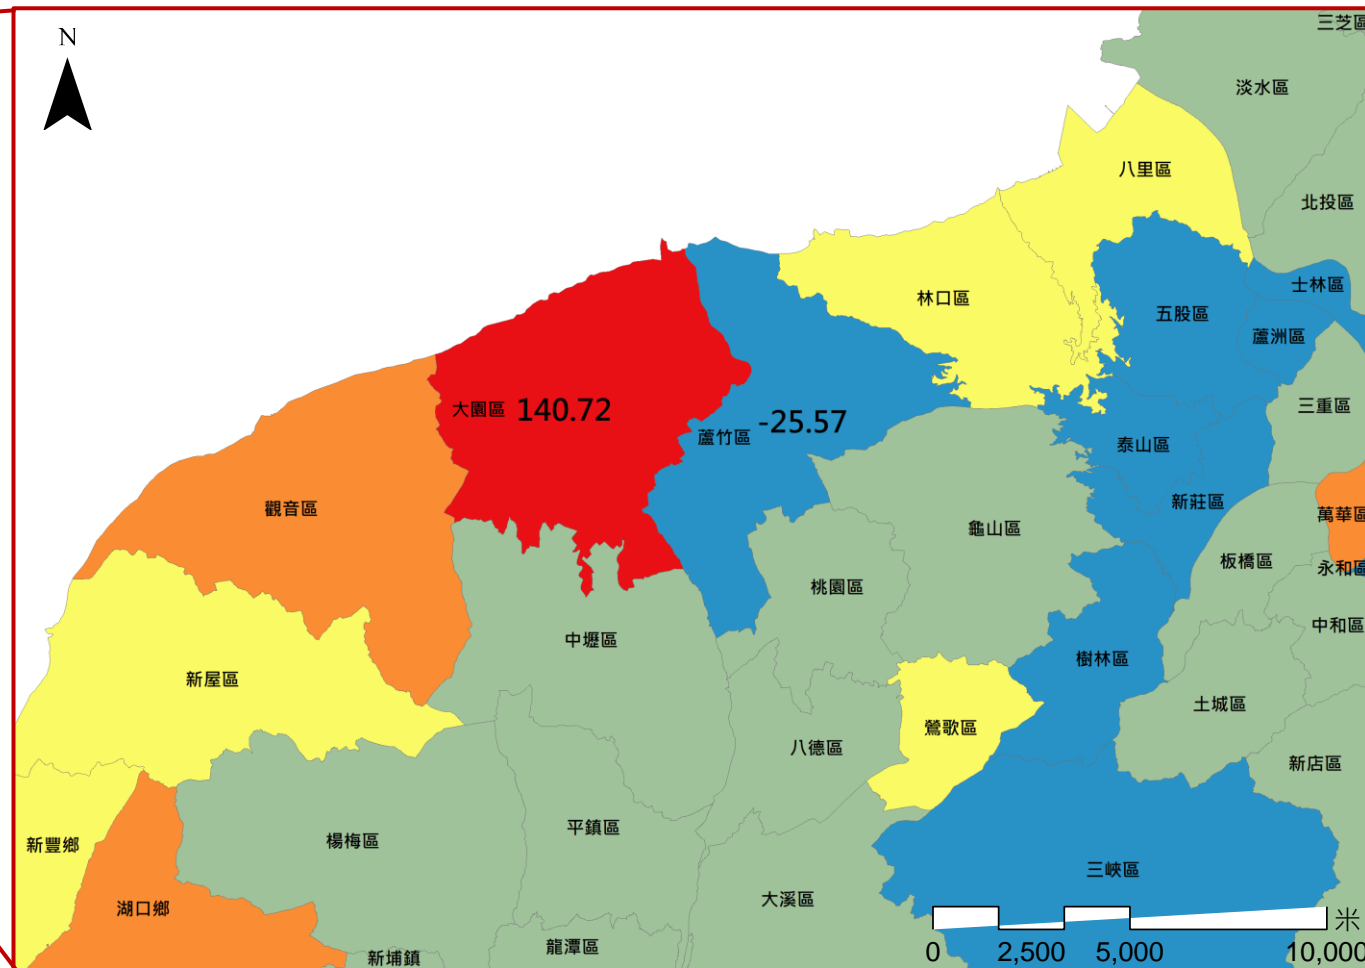 N
三芝區
淡水區
八里區
北投區
士林區
林口區
五股區
蘆洲區
大園區 140.72
三重區
蘆竹區 -25.57
泰山區
新莊區
觀音區
萬華區
龜山區
板橋區
永和區
桃園區
中和區
中壢區
樹林區
新屋區
土城區
鶯歌區
八德區
新店區
平鎮區
楊梅區
新豐鄉
三峽區
大溪區
湖口鄉
龍潭區
新埔鎮
米
0 2,500 5,000 10,000